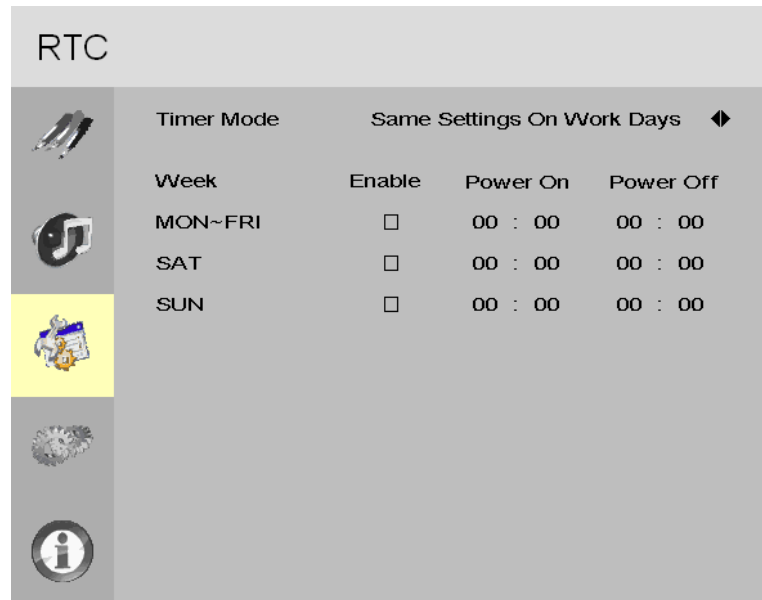 RTC
Timer Mode Same Settings On Work Days
Week Enable Power On Power Off
MON~FRI 00 : 00 00 : 00
SAT 00 : 00 00 : 00
SUN 00 : 00 00 : 00